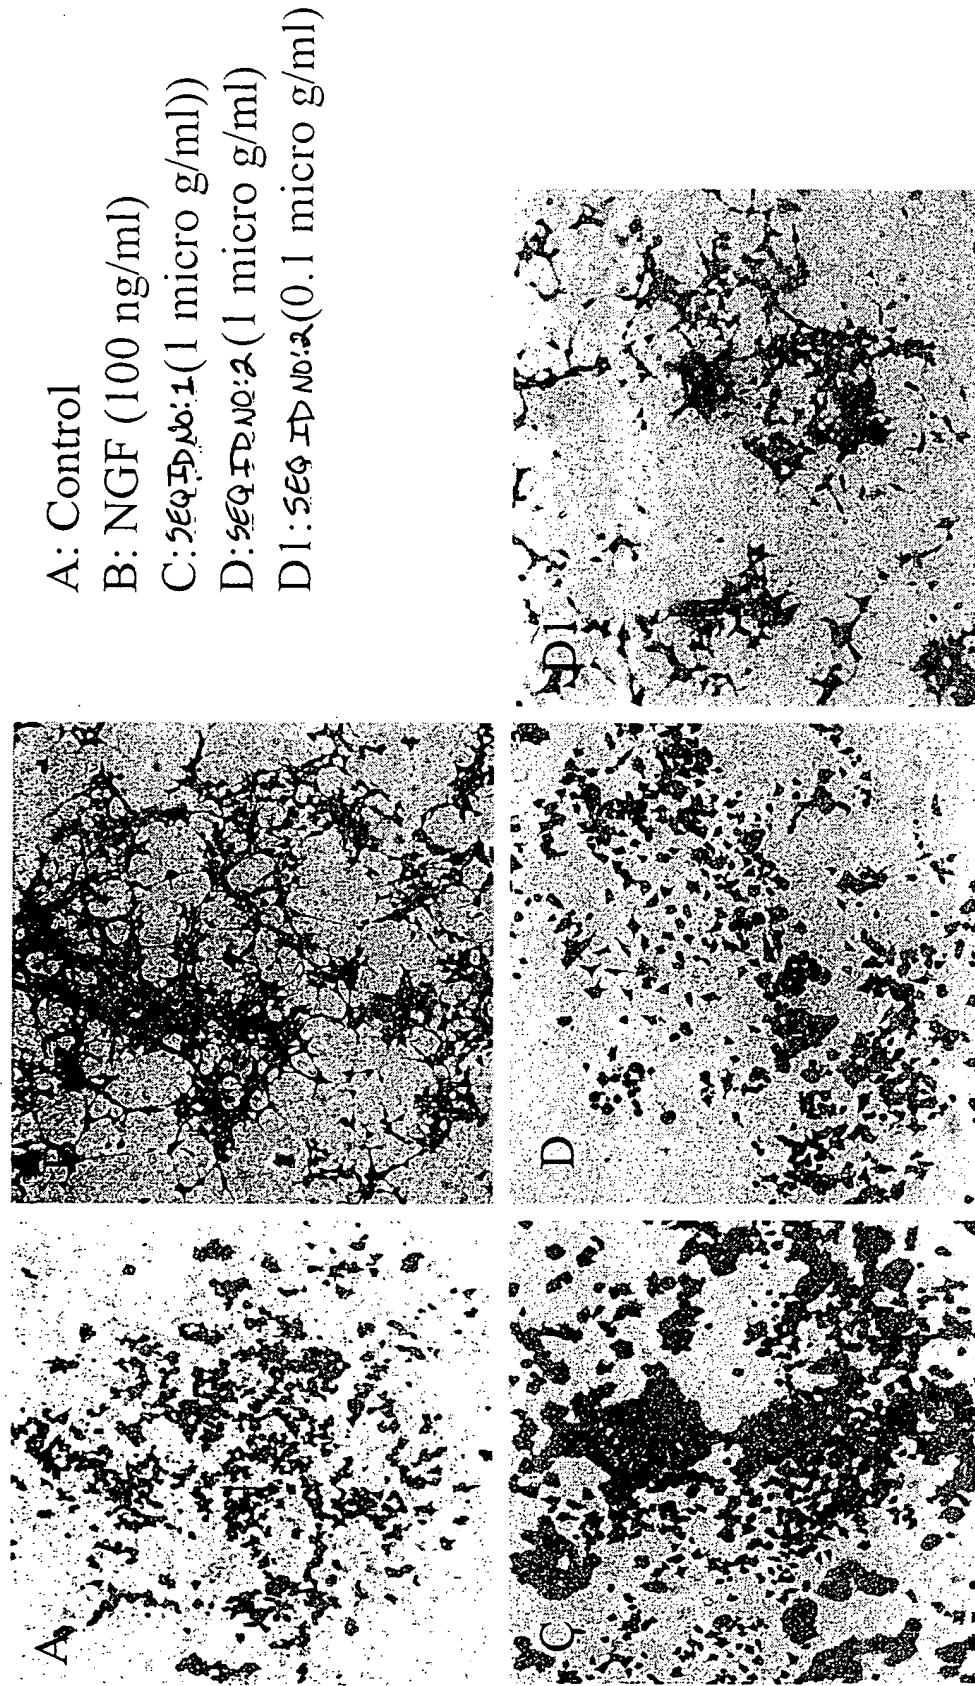 A: Control
B: NGF (100 ng/ml)
C: SEQ ID NO: 1 (1 micro g/ml))
D: SEQ ID NO: 2 (1 micro g/ml)
D1: SEQ ID NO: 2 (0.1 micro g/ml)
A
C
D
D1